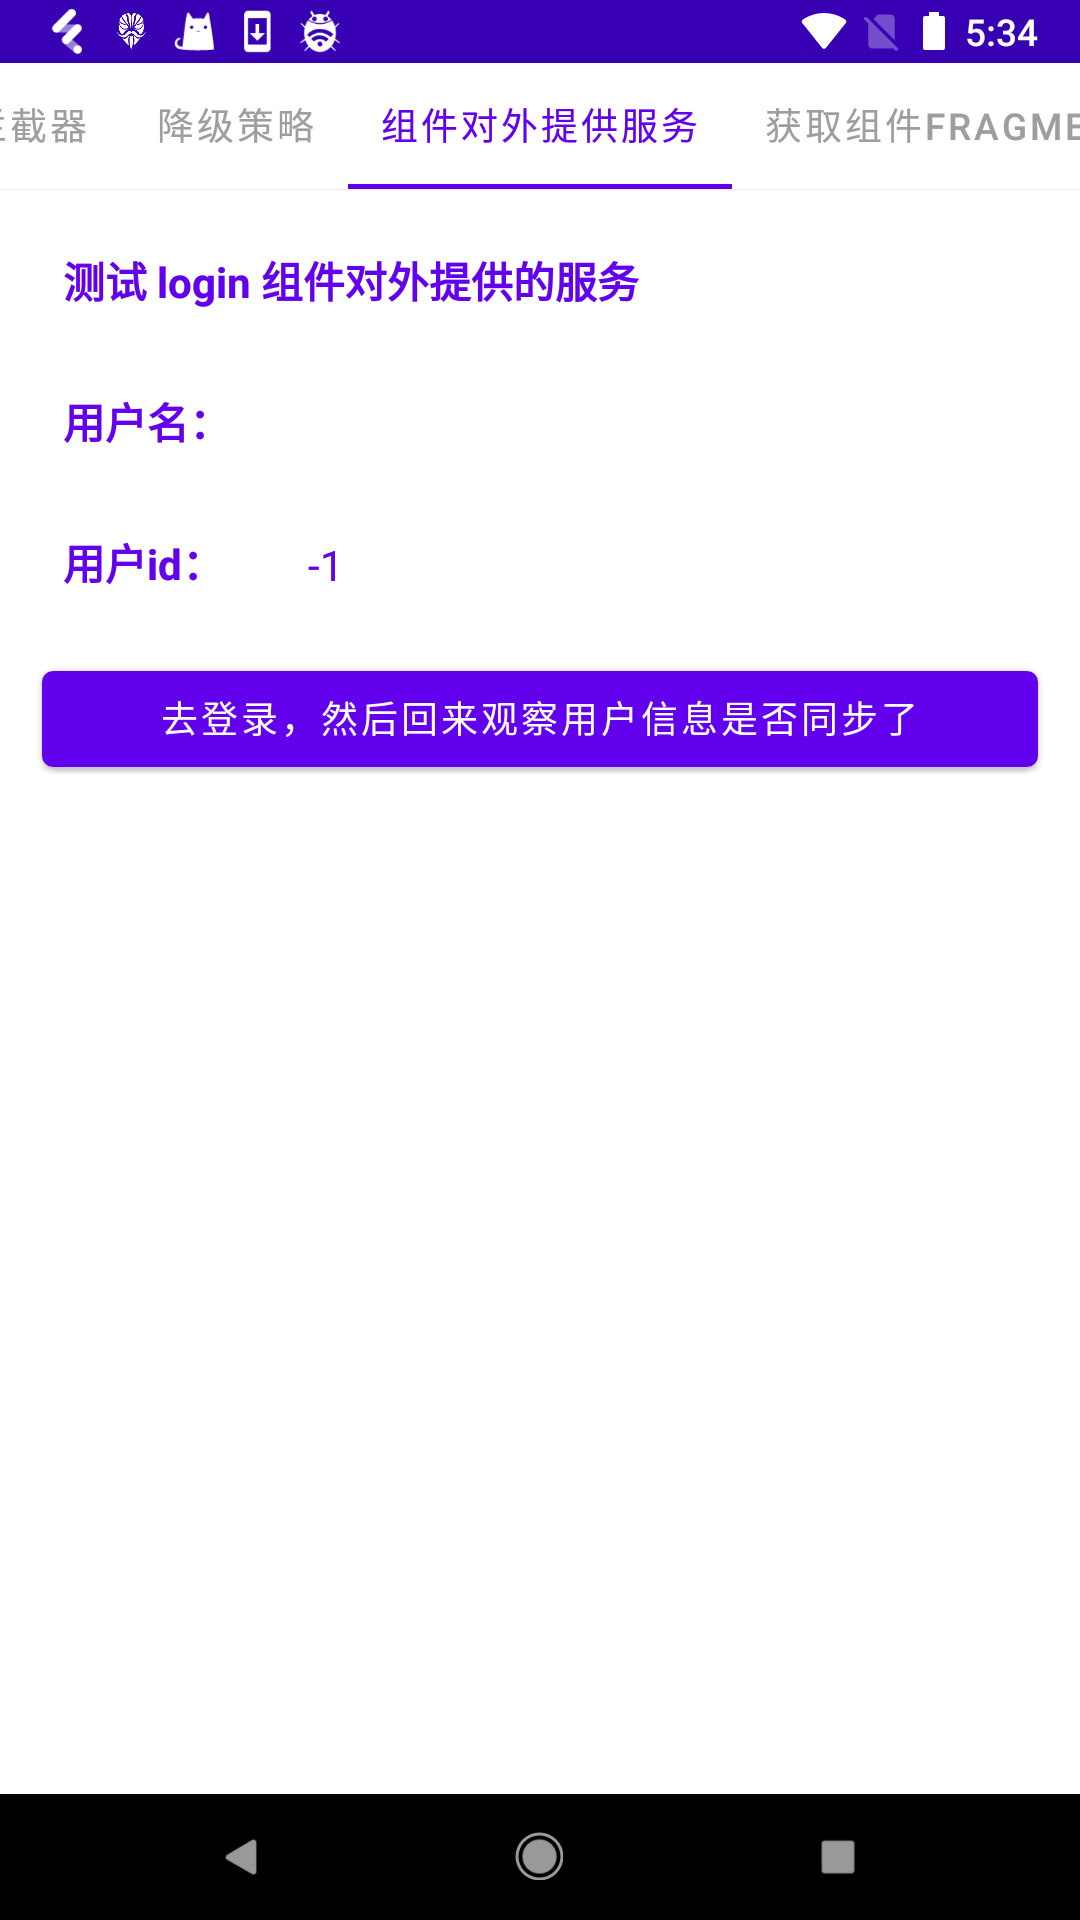 5:34
截器 降级策略 组件对外提供服务 获取组件FRAGME
测试 login 组件对外提供的服务
用户名：
用户id： -1
去登录，然后回来观察用户信息是否同步了